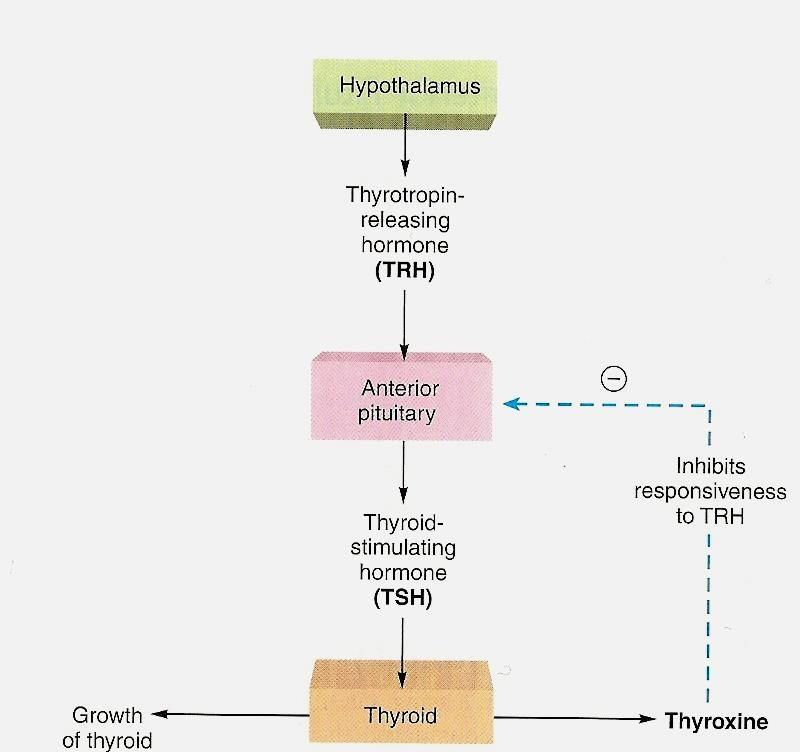 Hypothalamus
Thyrotropin-
releasing
hormone
(TRH)
Anterior
pituitary
−
Inhibits
responsiveness
to TRH
Thyroid-
stimulating
hormone
(TSH)
Thyroid
Growth
of thyroid
Thyroxine